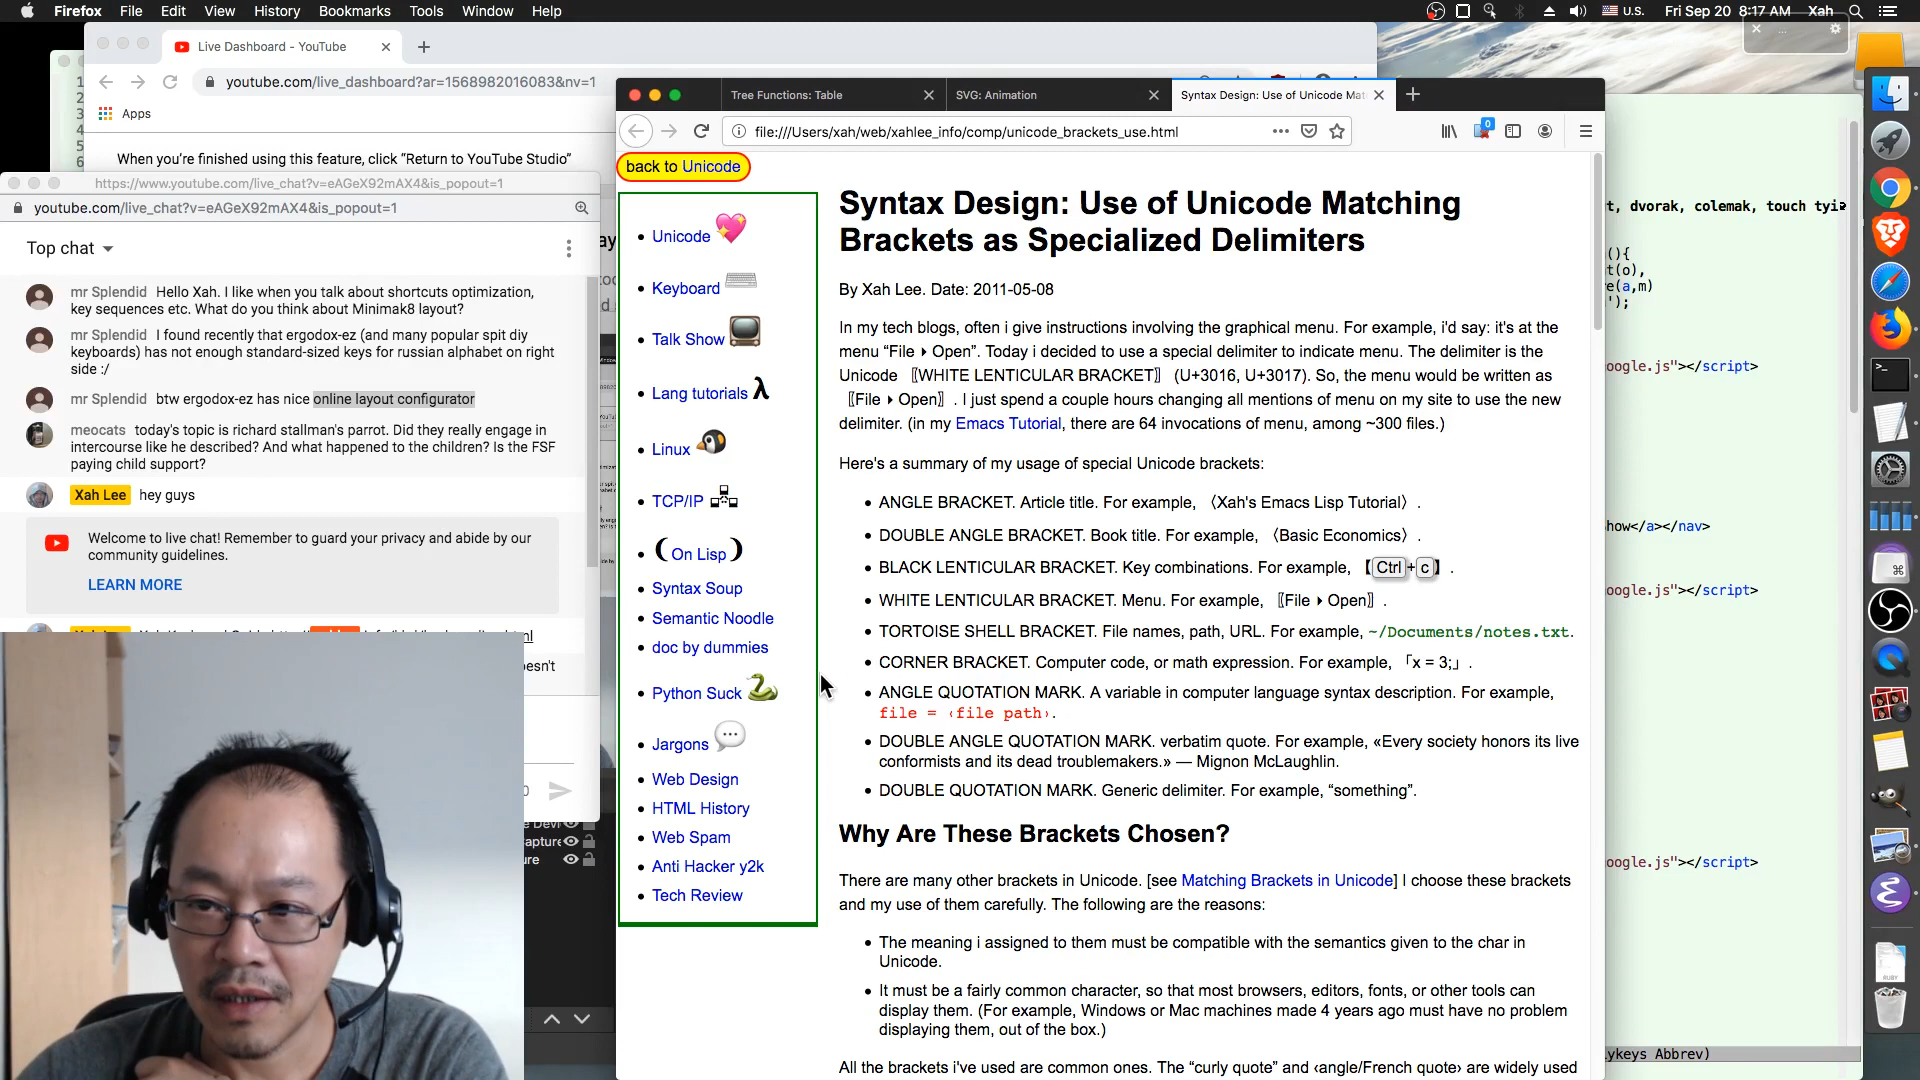 Firefox File Edit View History Bookmarks Tools Window Help
U.S. Fri Sep 20 8:17 AM Xah
Live Dashboard - YouTube
youtube.com/live_dashboard?ar=1568982016083&nv=1
Apps
When you're finished using this feature, click “Return to YouTube Studio”
https://www.youtube.com/live_chat?v=eAGeX92mAX4&is_popout=1
youtube.com/live_chat?v=eAGeX92mAX4&is_popout=1
Top chat
mr Splendid Hello Xah. I like when you talk about shortcuts optimization,
key sequences etc. What do you think about Minimak8 layout?
mr Splendid I found recently that ergodox-ez (and many popular spit diy
keyboards) has not enough standard-sized keys for russian alphabet on right
side :/
mr Splendid btw ergodox-ez has nice online layout configurator
meocats today's topic is richard stallman's parrot. Did they really engage in
intercourse like he described? And what happened to the children? Is the FSF
paying child support?
Xah Lee hey guys
Welcome to live chat! Remember to guard your privacy and abide by our
community guidelines.
LEARN MORE
Tree Functions: Table
SVG: Animation
Syntax Design: Use of Unicode Mat
file:///Users/xah/web/xahlee_info/comp/unicode_brackets_use.html
0
back to Unicode
Unicode
Keyboard
Talk Show
Lang tutorials λ
Linux
TCP/IP
(On Lisp)
Syntax Soup
Semantic Noodle
doc by dummies
Python Suck
Jargons
Web Design
HTML History
Web Spam
Anti Hacker y2k
Tech Review
Syntax Design: Use of Unicode Matching
Brackets as Specialized Delimiters
By Xah Lee. Date: 2011-05-08
In my tech blogs, often i give instructions involving the graphical menu. For example, i'd say: it's at the
menu “File ▸ Open”. Today i decided to use a special delimiter to indicate menu. The delimiter is the
Unicode 〖WHITE LENTICULAR BRACKET〗 (U+3016, U+3017). So, the menu would be written as
〖File ▸ Open〗. I just spend a couple hours changing all mentions of menu on my site to use the new
delimiter. (in my Emacs Tutorial, there are 64 invocations of menu, among ~300 files.)
Here's a summary of my usage of special Unicode brackets:
ANGLE BRACKET. Article title. For example, 〈Xah's Emacs Lisp Tutorial〉.
DOUBLE ANGLE BRACKET. Book title. For example, 〈Basic Economics〉.
BLACK LENTICULAR BRACKET. Key combinations. For example, 【Ctrl+c】.
WHITE LENTICULAR BRACKET. Menu. For example, 〖File ▸ Open〗.
TORTOISE SHELL BRACKET. File names, path, URL. For example, ~/Documents/notes.txt.
CORNER BRACKET. Computer code, or math expression. For example, 「x = 3;」.
ANGLE QUOTATION MARK. A variable in computer language syntax description. For example,
file = ‹file path›.
DOUBLE ANGLE QUOTATION MARK. verbatim quote. For example, «Every society honors its live
conformists and its dead troublemakers.» — Mignon McLaughlin.
DOUBLE QUOTATION MARK. Generic delimiter. For example, “something”.
Why Are These Brackets Chosen?
There are many other brackets in Unicode. [see Matching Brackets in Unicode] I choose these brackets
and my use of them carefully. The following are the reasons:
The meaning i assigned to them must be compatible with the semantics given to the char in
Unicode.
It must be a fairly common character, so that most browsers, editors, fonts, or other tools can
display them. (For example, Windows or Mac machines made 4 years ago must have no problem
displaying them, out of the box.)
All the brackets i've used are common ones. The “curly quote” and ‹angle/French quote› are widely used
t, dvorak, colemak, touch tyi
(){
t(o),
e(a,m)
');
oogle.js"></script>
how</a></nav>
oogle.js"></script>
oogle.js"></script>
ykeys Abbrev)
RUBY